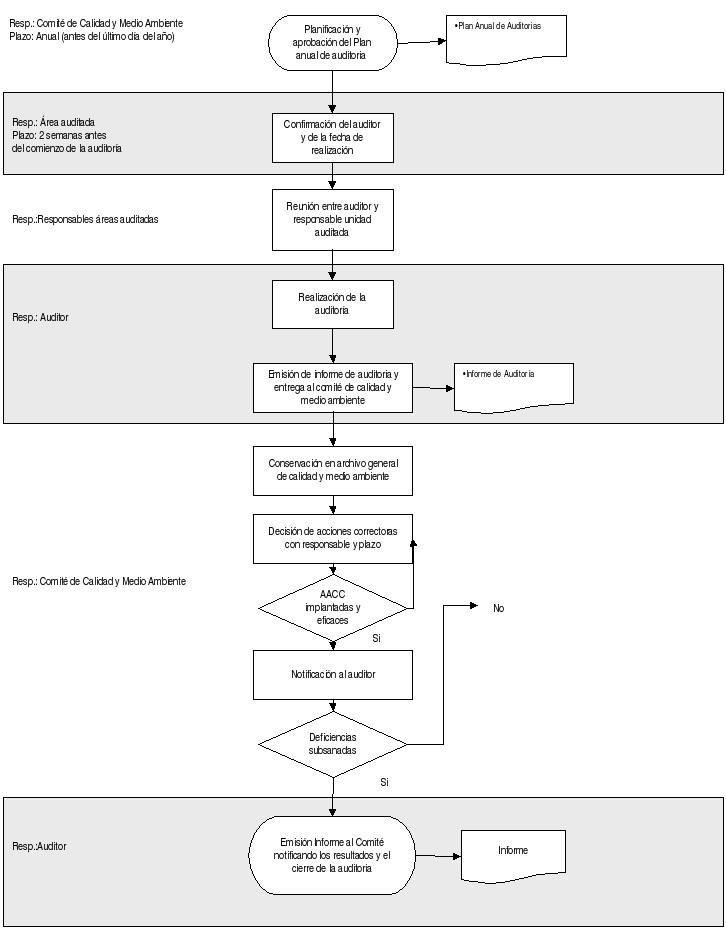 Resp.: Comité de Calidad y Medio Ambiente
Plazo: Anual (antes del último día del año)
Planificación y
aprobación del Plan
anual de auditoría
•Plan Anual de Auditorías
Resp.: Área auditada
Plazo: 2 semanas antes
del comienzo de la auditoría
Confirmación del auditor
y de la fecha de
realización
Reunión entre auditor y
responsable unidad
auditada
Resp.:Responsables áreas auditadas
Realización de la
auditoría
Resp.: Auditor
Emisión de informe de auditoría y
entrega al comité de calidad y
medio ambiente
•Informe de Auditoría
Conservación en archivo general
de calidad y medio ambiente
Decisión de acciones correctoras
con responsable y plazo
Resp.: Comité de Calidad y Medio Ambiente
AACC
implantadas y
eficaces
No
Si
Notificación al auditor
Deficiencias
subsanadas
Si
Resp.:Auditor
Emisión Informe al Comité
notificando los resultados y el
cierre de la auditoría
Informe